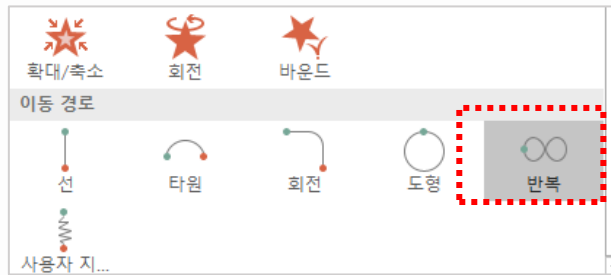 확대/축소 회전 바운드
이동 경로
선 타원 회전 도형 반복
사용자 지...